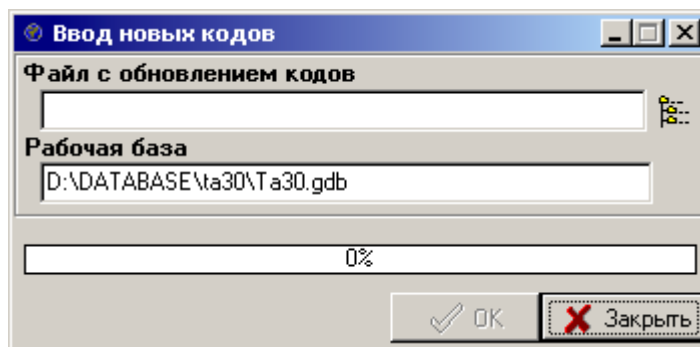 Ввод новых кодов
Файл с обновлением кодов
Рабочая база
D:\DATABASE\ta30\Ta30.gdb
0%
OK
Закрыть